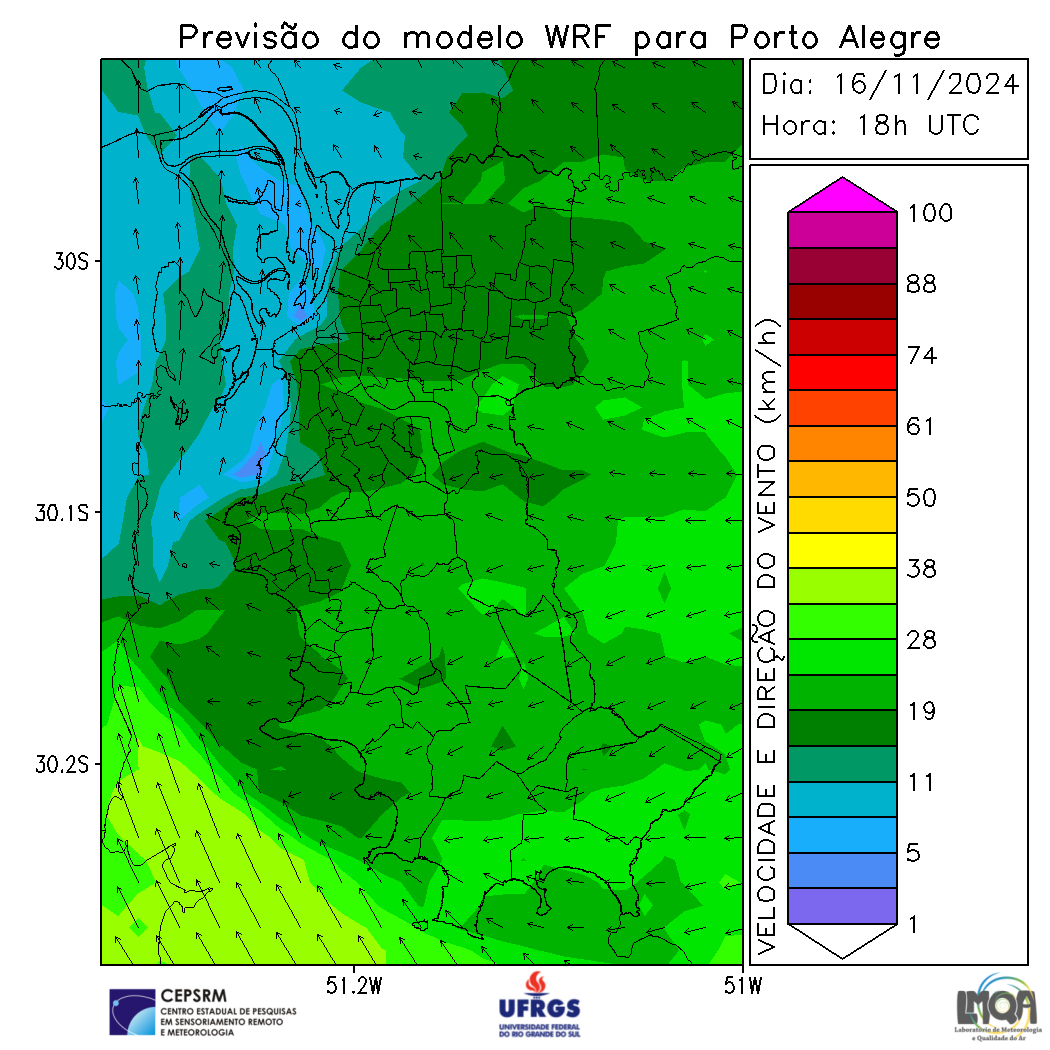 Previsão do modelo WRF para Porto Alegre
Dia: 16/11/2024
Hora: 18h UTC
30S
30.1S
30.2S
51.2W
51W
VELOCIDADE E DIREÇÃO DO VENTO (km/h)
100
88
74
61
50
38
28
19
11
5
1
CEPSRM
CENTRO ESTADUAL DE PESQUISAS
EM SENSORIAMENTO REMOTO
E METEOROLOGIA
UFRGS
UNIVERSIDADE FEDERAL
DO RIO GRANDE DO SUL
LMQA
Laboratório de Meteorologia
e Qualidade do Ar